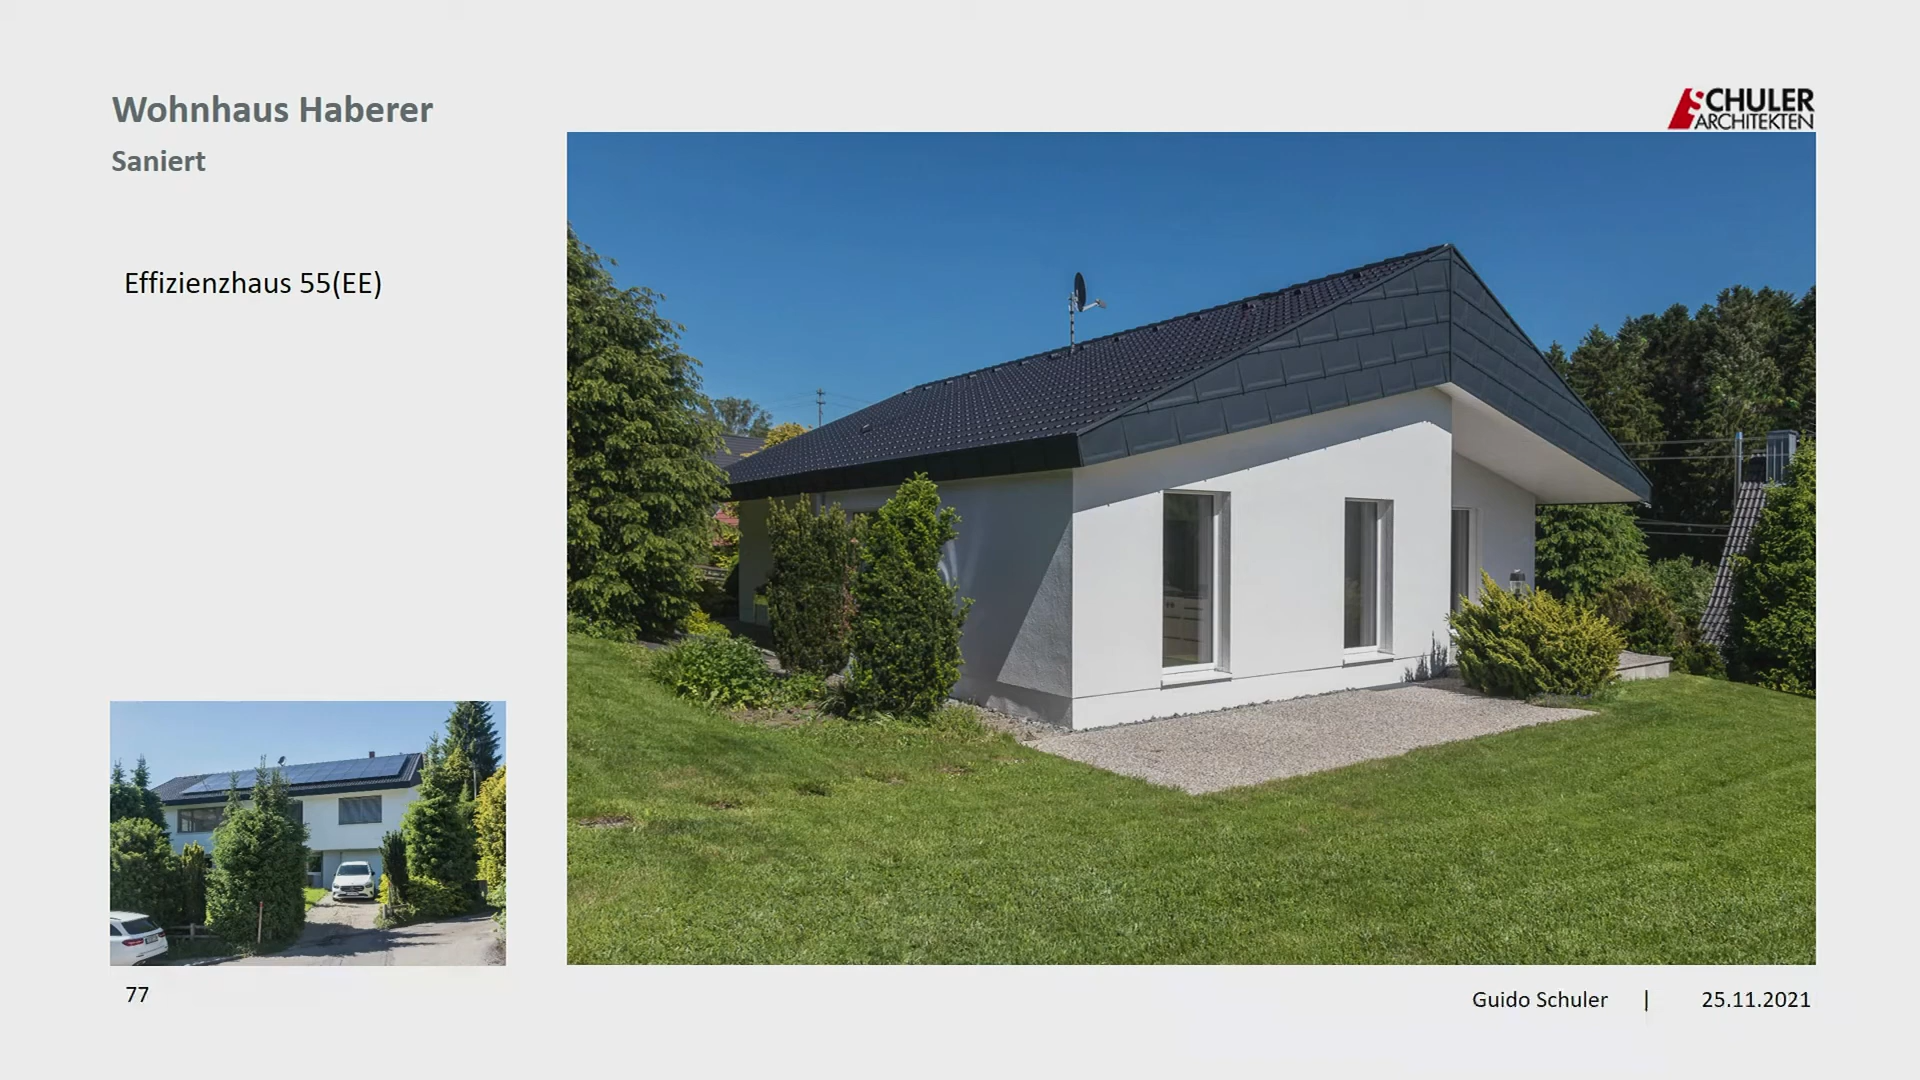 Wohnhaus Haberer
Saniert
SCHULER
ARCHITEKTEN
Effizienzhaus 55(EE)
77
Guido Schuler | 25.11.2021